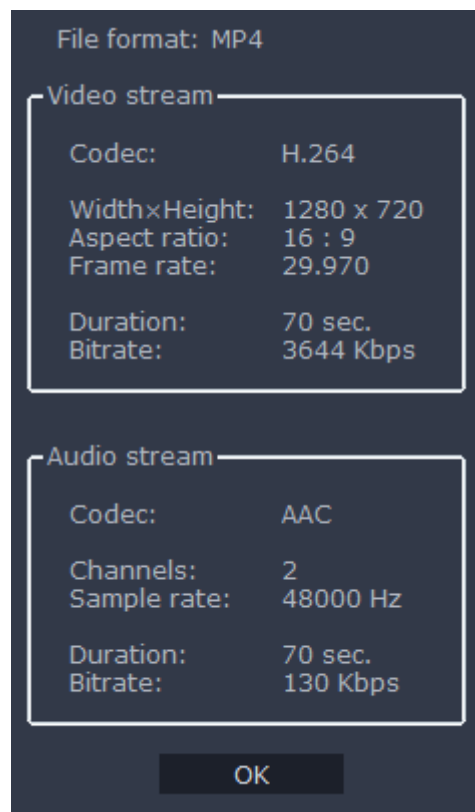 File format: MP4
Video stream
Codec: H.264
Width×Height: 1280 x 720
Aspect ratio: 16 : 9
Frame rate: 29.970
Duration: 70 sec.
Bitrate: 3644 Kbps
Audio stream
Codec: AAC
Channels: 2
Sample rate: 48000 Hz
Duration: 70 sec.
Bitrate: 130 Kbps
OK